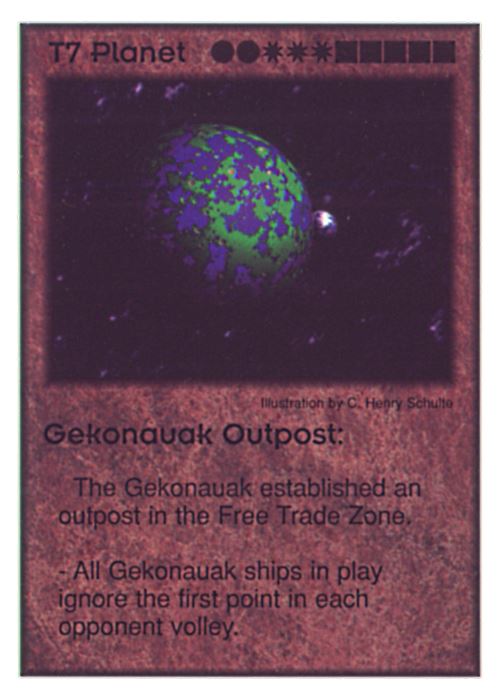 T7 Planet
Illustration by C. Henry Schulte
Gekonauak Outpost:
The Gekonauak established an
outpost in the Free Trade Zone.
- All Gekonauak ships in play
ignore the first point in each
opponent volley.